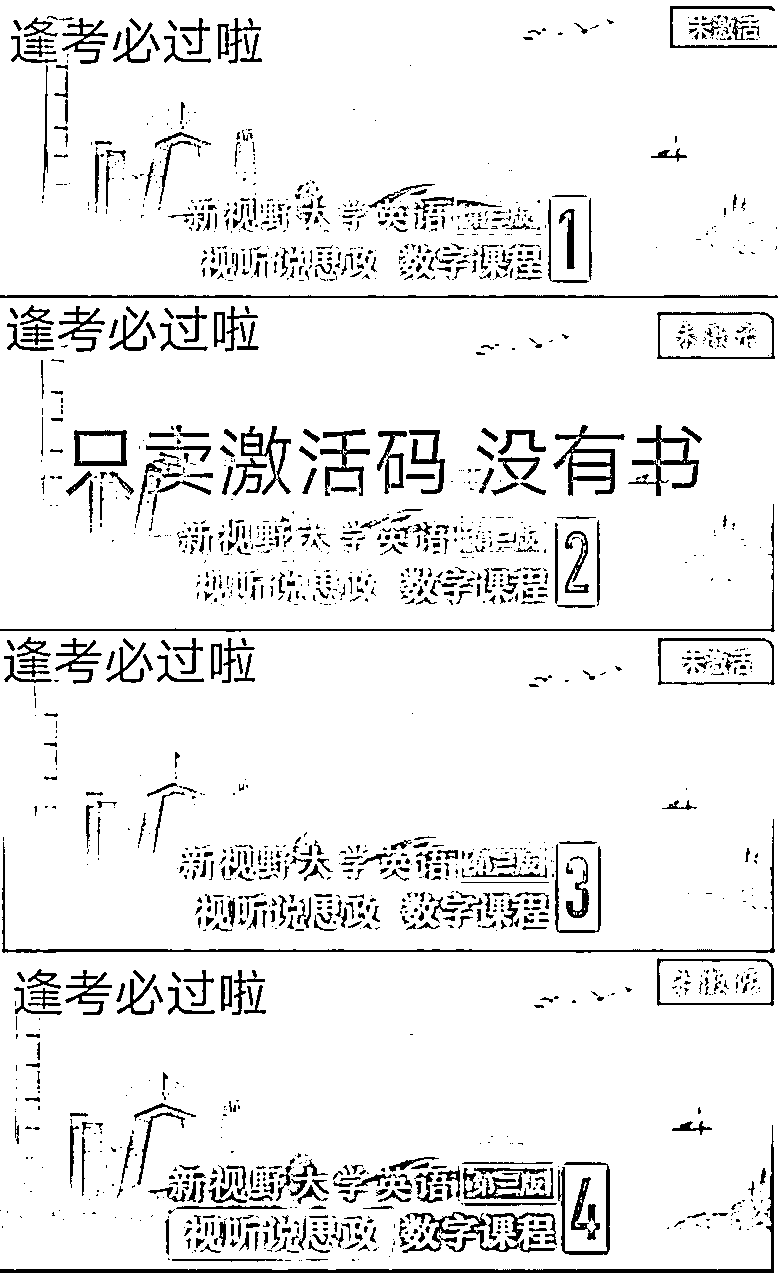 逢考必过啦
未激活
新视野大学英语 第三版 1
视听说思政 数字课程
逢考必过啦
未激活
只卖激活码 没有书
新视野大学英语 第三版 2
视听说思政 数字课程
逢考必过啦
未激活
新视野大学英语 第三版 3
视听说思政 数字课程
逢考必过啦
未激活
新视野大学英语 第三版 4
视听说思政 数字课程